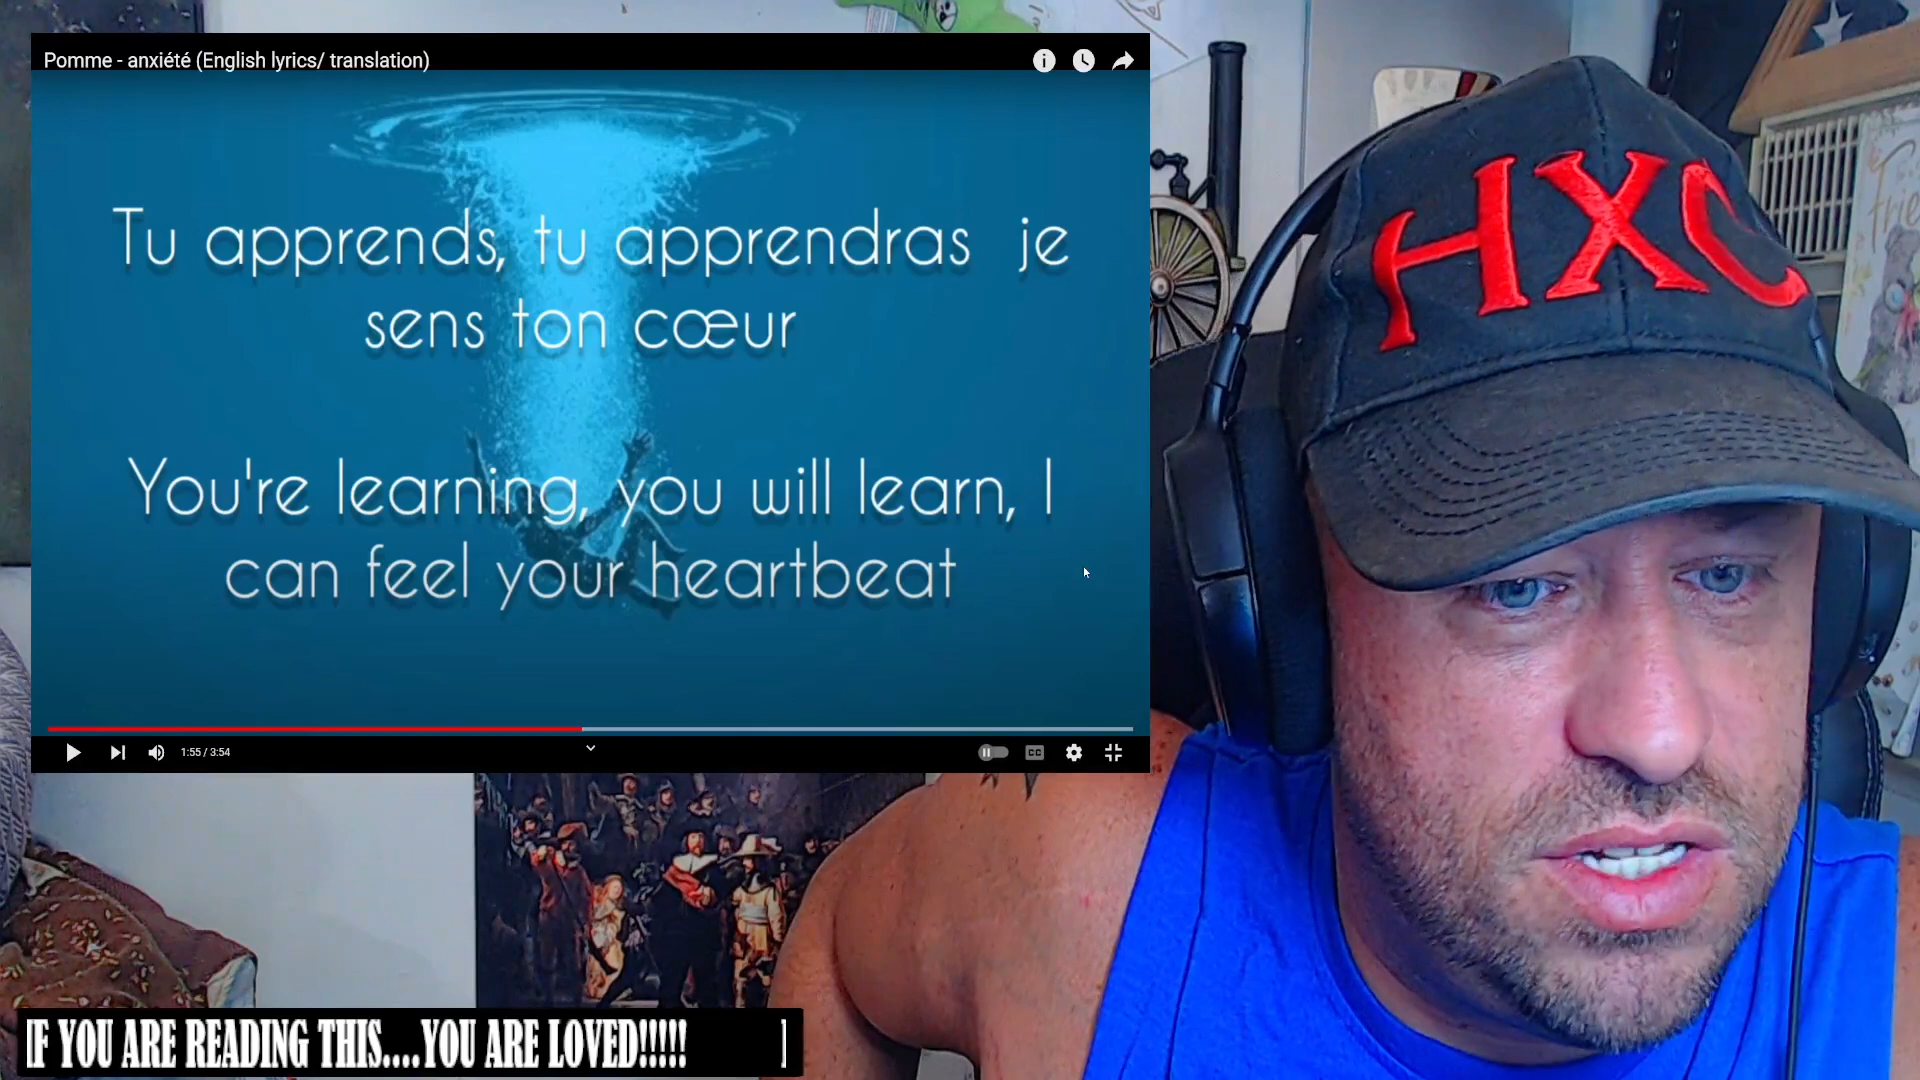 Pomme - anxiété (English lyrics/ translation)
Tu apprends, tu apprendras je
sens ton cœur
You're learning, you will learn, I
can feel your heartbeat
1:55 / 3:54
CC
HXC
IF YOU ARE READING THIS....YOU ARE LOVED!!!!!